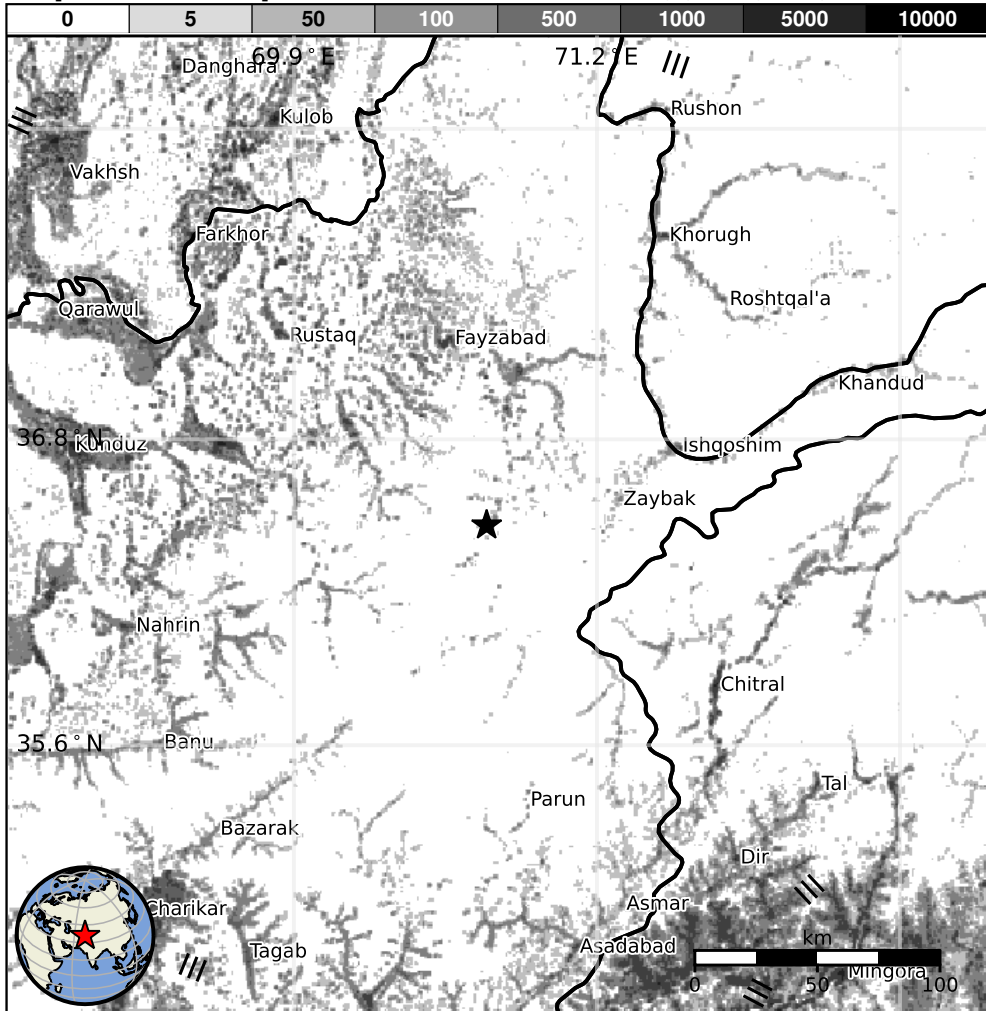 0 5 50 100 500 1000 5000 10000
69.9°E 71.2°E
Danghara
Rushon
Kulob
Vakhsh
Farkhor
Khorugh
Roshtqal'a
Qarawul
Rustaq
Fayzabad
Khandud
36.8°N
Kunduz
Ishqoshim
Zaybak
Nahrin
Chitral
35.6°N
Banu
Tal
Parun
Bazarak
Dir
Charikar
Asmar
Asadabad
Tagab
km
Mingora
0 50 100